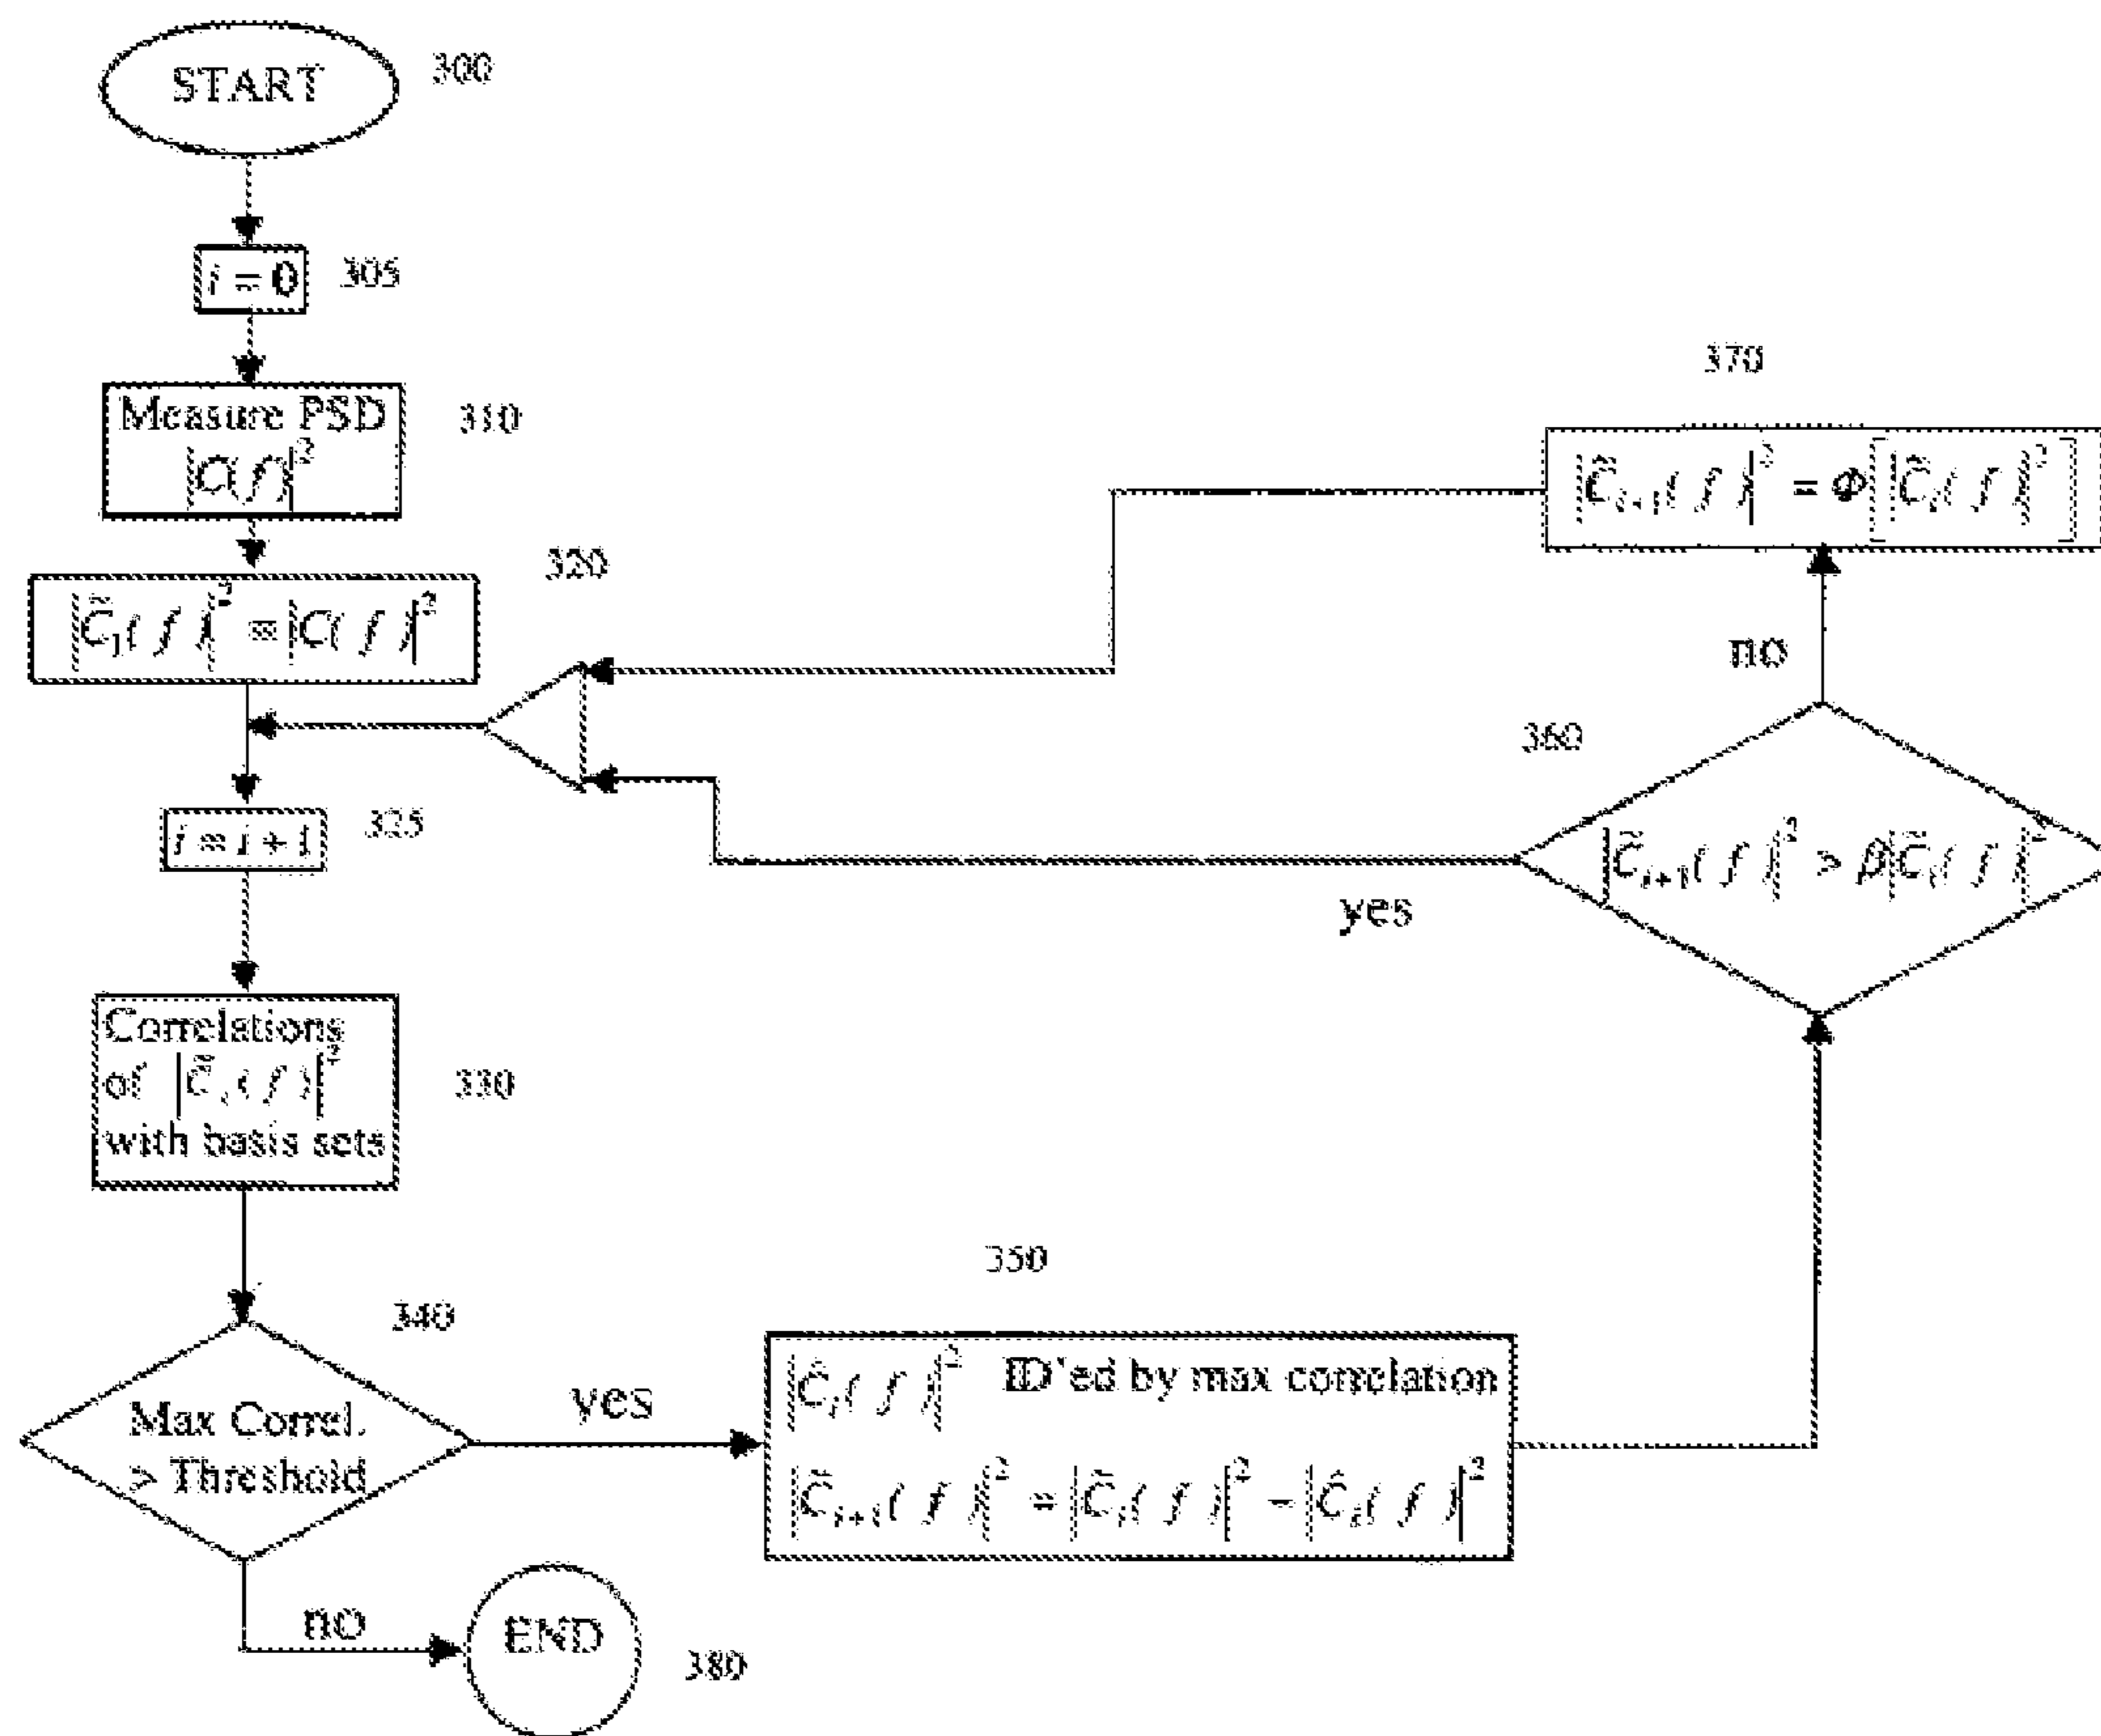 START
300
i = 0
305
Measure PSD
|C(f)|²
310
|C̃₁(f)|² = |C(f)|²
320
i = i + 1
325
Correlations
of |C̃ᵢ(f)|²
with basis sets
330
Max Correl.
> Threshold
340
yes
no
END
380
350
|Ĉᵢ(f)|² ID'ed by max correlation
|C̃ᵢ₊₁(f)|² = |C̃ᵢ(f)|² − |Ĉᵢ(f)|²
360
|C̃ᵢ₊₁(f)|² > β|C̃ᵢ(f)|²
yes
no
370
|C̃ᵢ₊₁(f)|² = Φ[|C̃ᵢ(f)|²]